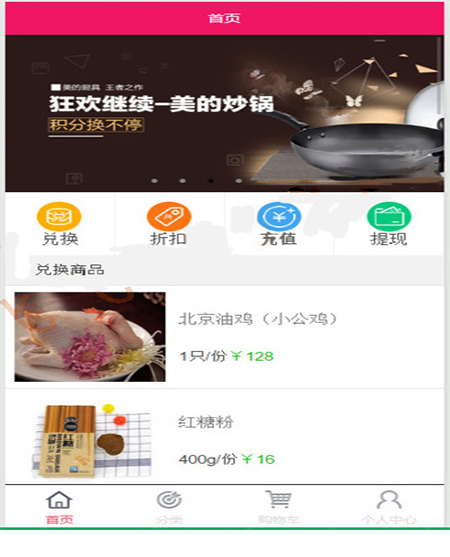 首页
美的厨具 王者之作
狂欢继续-美的炒锅
积分换不停
兑换
折扣
充值
提现
兑换商品
北京油鸡（小公鸡）
1只/份￥128
红糖粉
400g/份￥16
首页
分类
购物车
个人中心